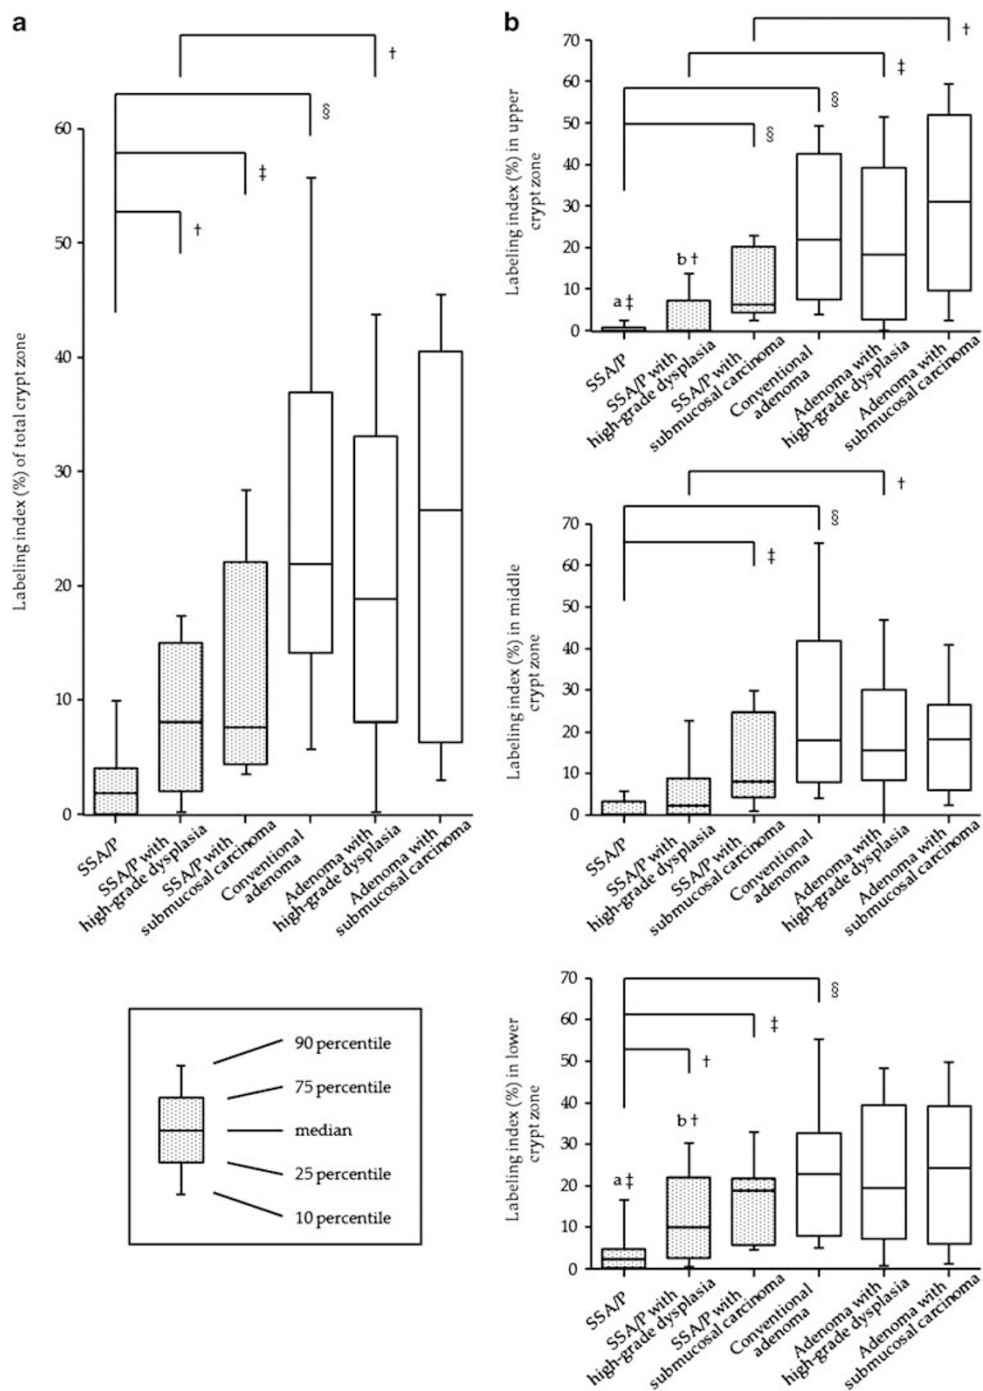 a
†
§
‡
†
60
50
40
30
20
10
0
Labeling index (%) of total crypt zone
SSA/P
SSA/P with
high-grade dysplasia
SSA/P with
submucosal carcinoma
Conventional
adenoma
Adenoma with
high-grade dysplasia
Adenoma with
submucosal carcinoma
90 percentile
75 percentile
median
25 percentile
10 percentile
b
†
‡
§
§
70
60
50
40
30
20
10
0
Labeling index (%) in upper
crypt zone
a ‡
b †
SSA/P
SSA/P with
high-grade dysplasia
SSA/P with
submucosal carcinoma
Conventional
adenoma
Adenoma with
high-grade dysplasia
Adenoma with
submucosal carcinoma
†
§
‡
70
60
50
40
30
20
10
0
Labeling index (%) in middle
crypt zone
SSA/P
SSA/P with
high-grade dysplasia
SSA/P with
submucosal carcinoma
Conventional
adenoma
Adenoma with
high-grade dysplasia
Adenoma with
submucosal carcinoma
§
‡
†
70
60
50
40
30
20
10
0
Labeling index (%) in lower
crypt zone
a ‡
b †
SSA/P
SSA/P with
high-grade dysplasia
SSA/P with
submucosal carcinoma
Conventional
adenoma
Adenoma with
high-grade dysplasia
Adenoma with
submucosal carcinoma